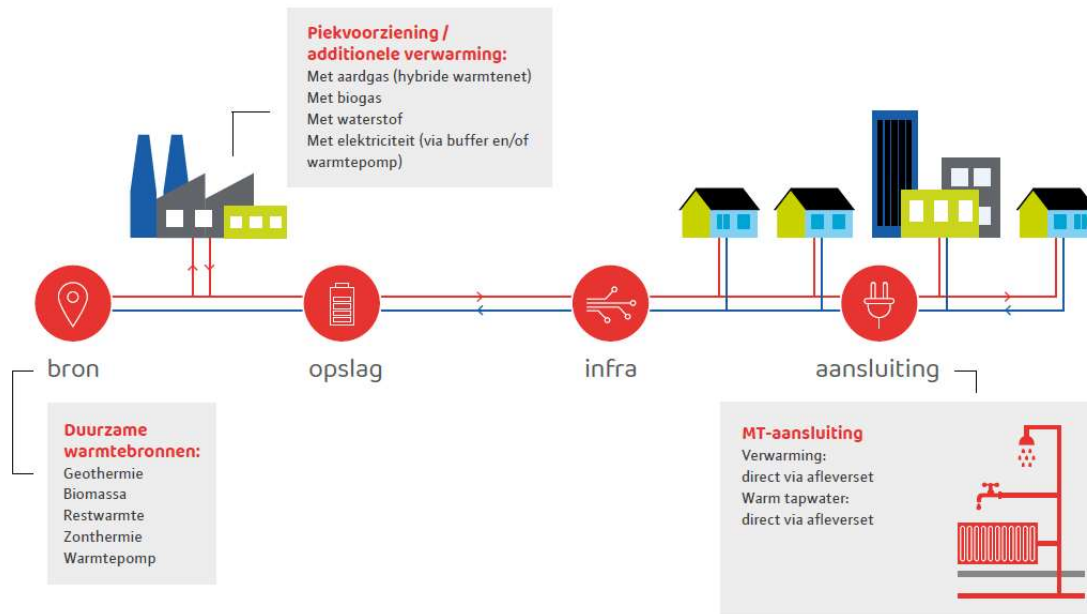 Piekvoorziening /
additionele verwarming:
Met aardgas (hybride warmtenet)
Met biogas
Met waterstof
Met elektriciteit (via buffer en/of
warmtepomp)
bron
opslag
infra
aansluiting
Duurzame
warmtebronnen:
Geothermie
Biomassa
Restwarmte
Zonthermie
Warmtepomp
MT-aansluiting
Verwarming:
direct via afleverset
Warm tapwater:
direct via afleverset